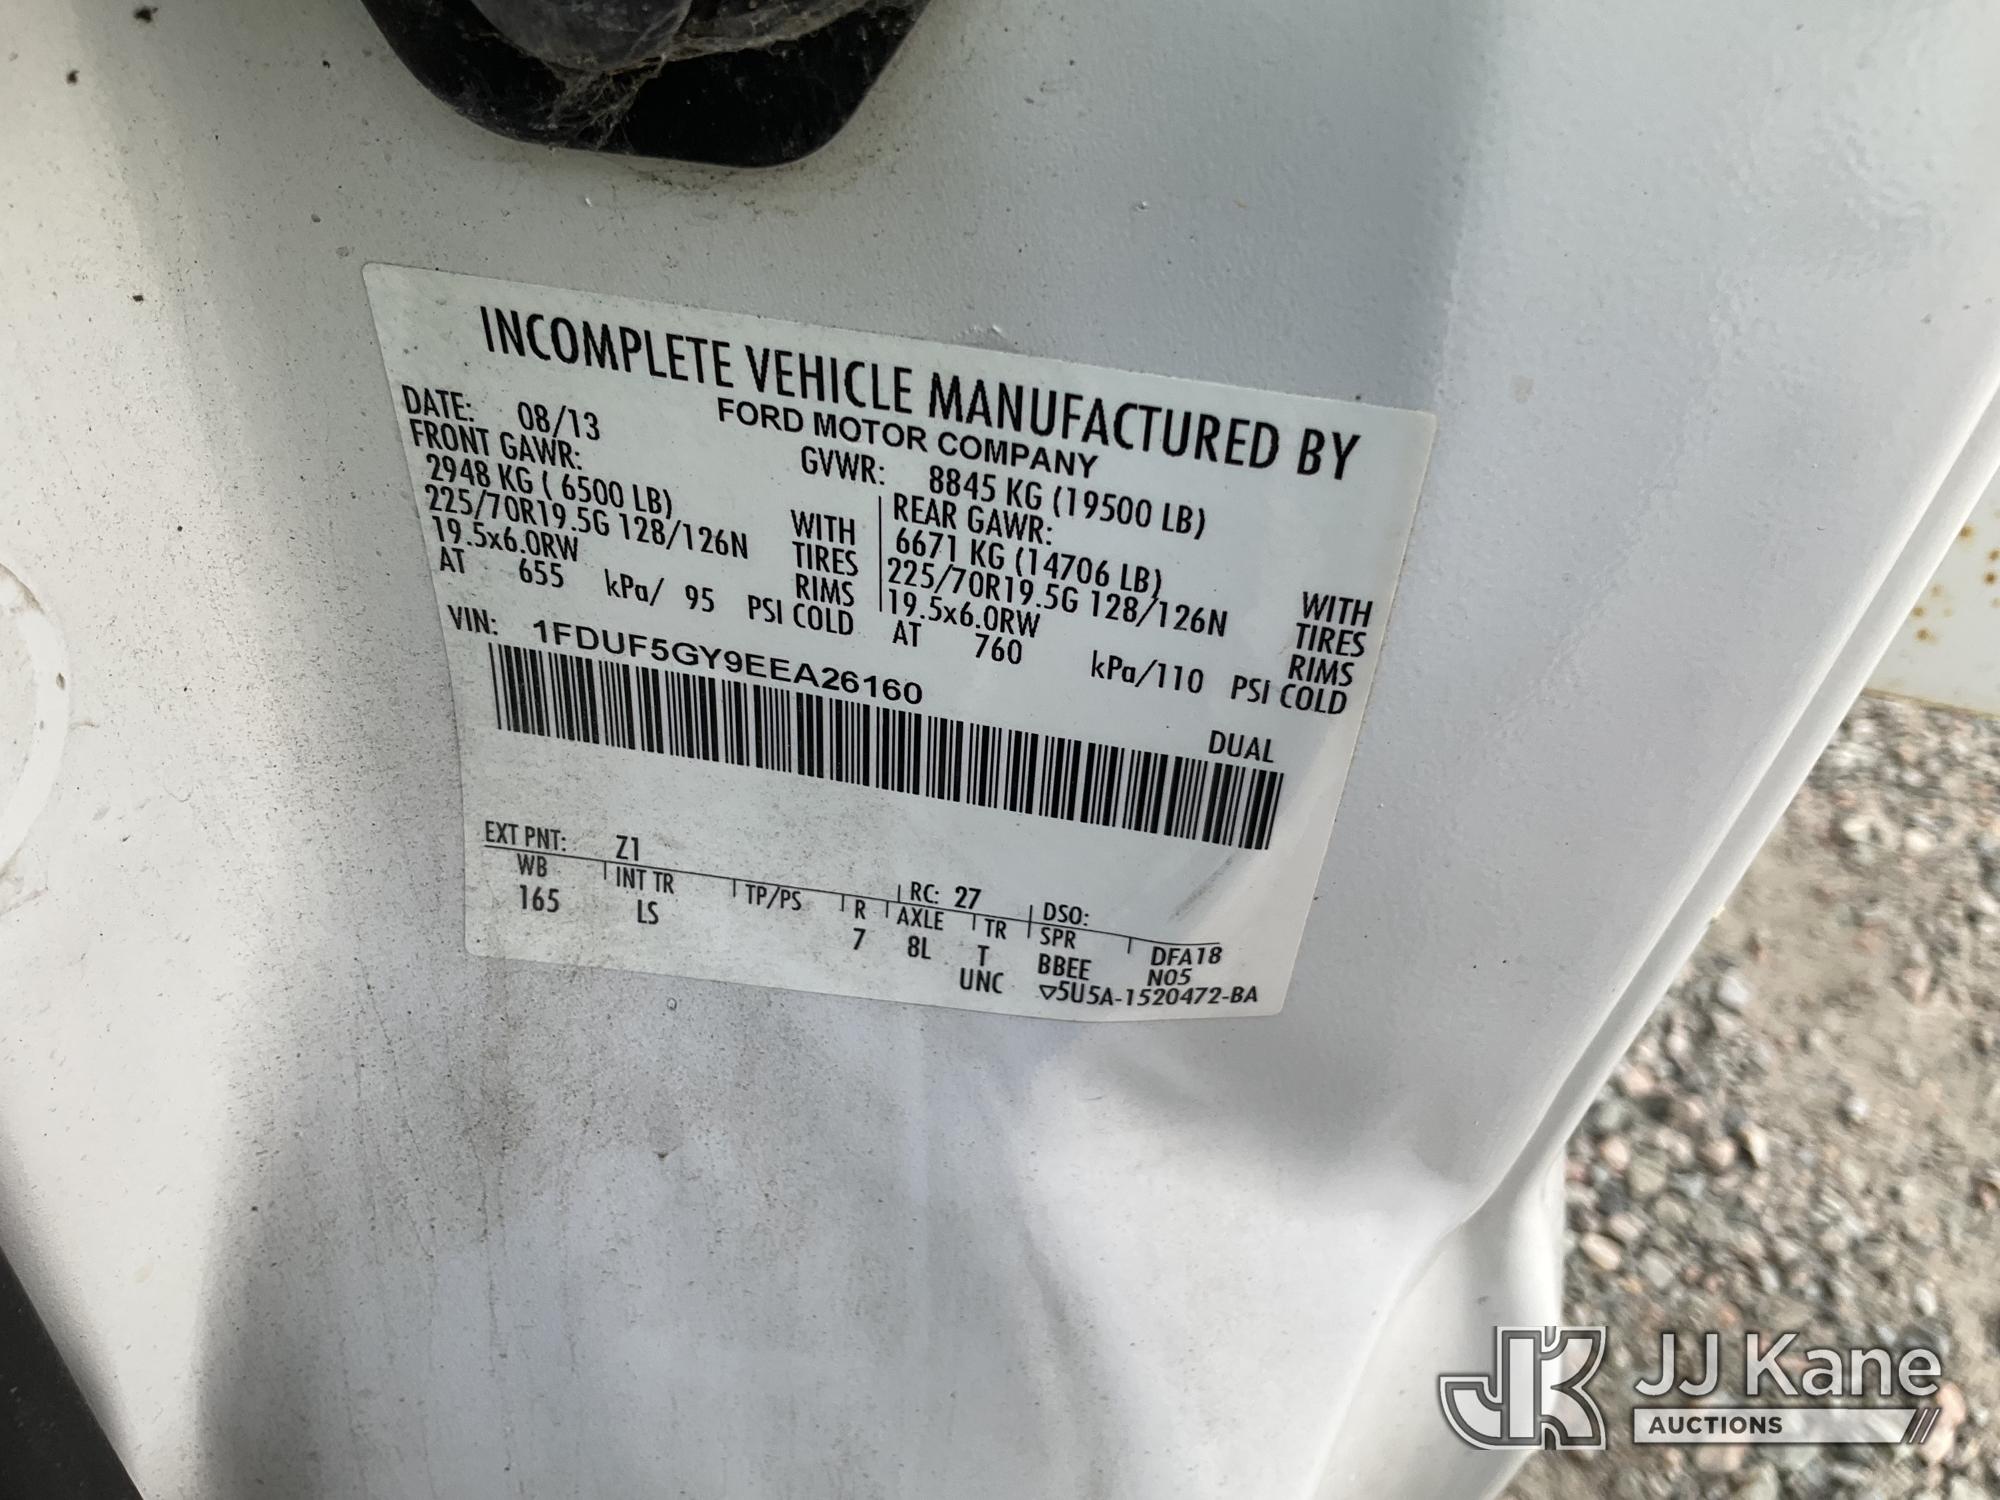 INCOMPLETE VEHICLE MANUFACTURED BY
FORD MOTOR COMPANY
DATE: 08/13
GVWR: 8845 KG (19500 LB)
FRONT GAWR:
2948 KG ( 6500 LB)
225/70R19.5G 128/126N
19.5x6.0RW
AT 655 kPa/ 95 PSI COLD
WITH
TIRES
RIMS
REAR GAWR:
6671 KG (14706 LB)
225/70R19.5G 128/126N
19.5x6.0RW
AT 760 kPa/110 PSI COLD
WITH
TIRES
RIMS
VIN: 1FDUF5GY9EEA26160
DUAL
EXT PNT: Z1 RC: 27 DSO:
WB INT TR TP/PS R AXLE TR SPR DFA18
165 LS 7 8L T BBEE N05
UNC ▽5U5A-1520472-BA
JK JJ Kane
AUCTIONS